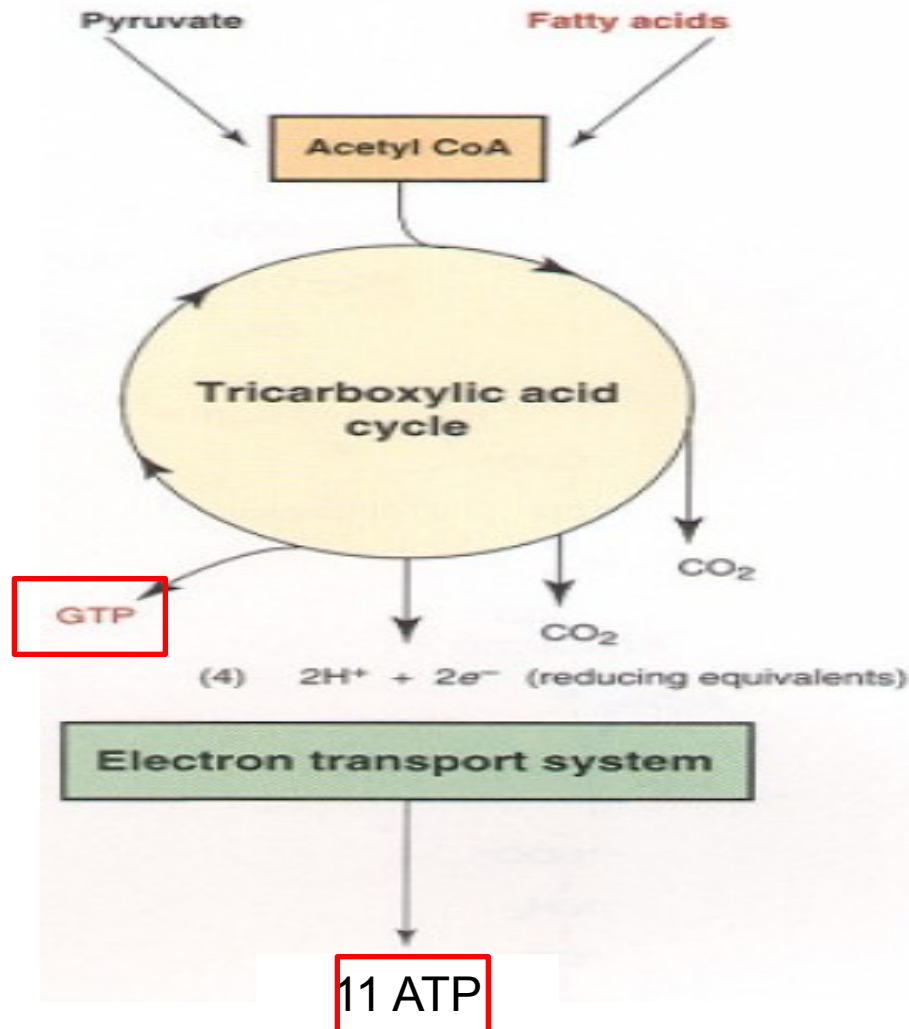 Pyruvate
Fatty acids
Acetyl CoA
Tricarboxylic acid
cycle
CO₂
GTP
CO₂
(4) 2H⁺ + 2e⁻ (reducing equivalents)
Electron transport system
11 ATP